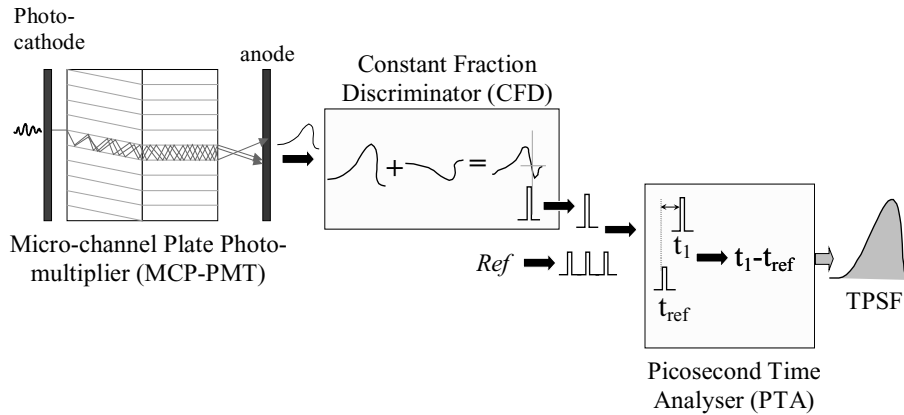 Photo-
cathode
anode
Constant Fraction
Discriminator (CFD)
+
=
Micro-channel Plate Photo-
multiplier (MCP-PMT)
Ref
t1
t1-tref
tref
TPSF
Picosecond Time
Analyser (PTA)